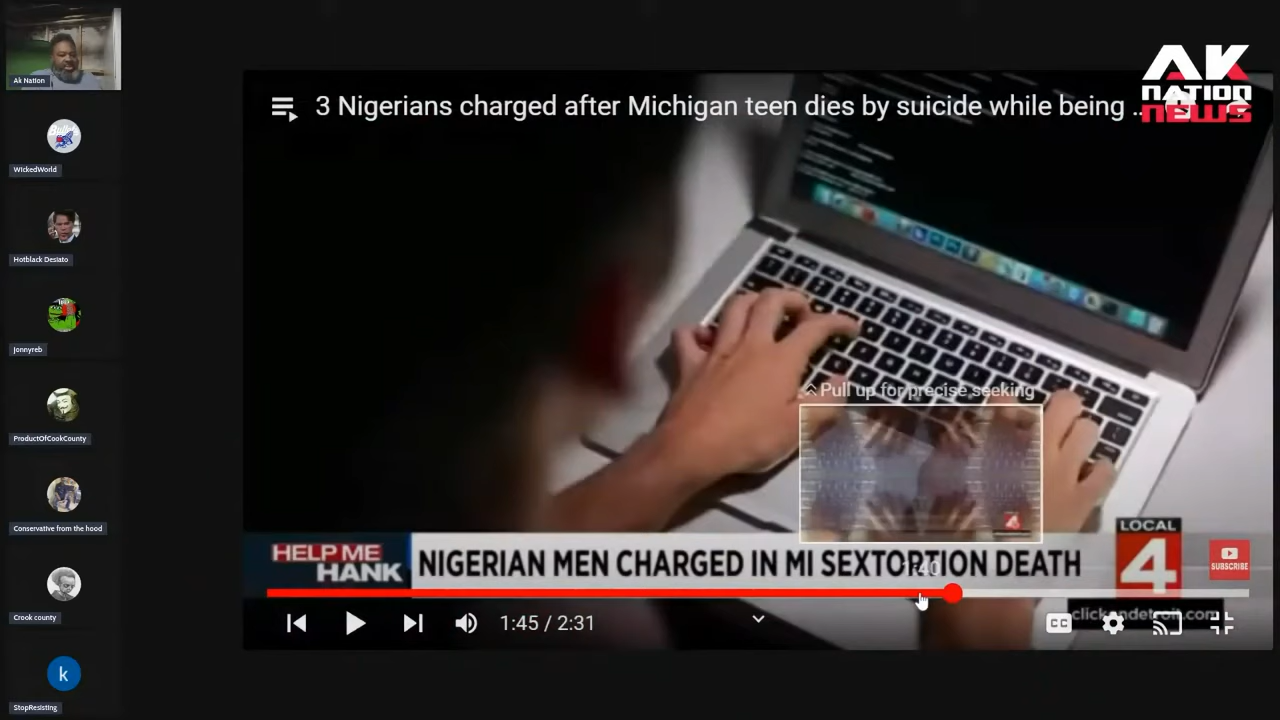 Ak Nation
WickedWorld
Hotblack Desiato
jonnyreb
ProductOfCookCounty
Conservative from the hood
Crook county
k
StopResisting
3 Nigerians charged after Michigan teen dies by suicide while being ...
AK
NATION
NEWS
Pull up for precise seeking
4
HELP ME
HANK
NIGERIAN MEN CHARGED IN MI SEXTORTION DEATH
LOCAL
4
SUBSCRIBE
1:40
1:45 / 2:31
CC
clickondetroit.com